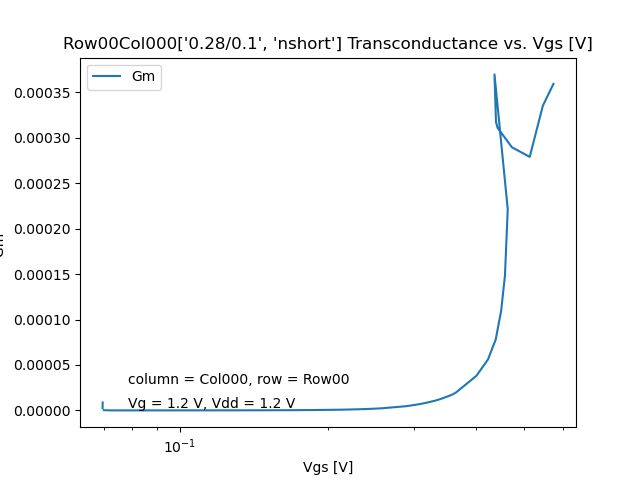 Row00Col000['0.28/0.1', 'nshort'] Transconductance vs. Vgs [V]
Gm
0.00035
0.00030
0.00025
0.00020
0.00015
0.00010
0.00005
0.00000
column = Col000, row = Row00
Vg = 1.2 V, Vdd = 1.2 V
10⁻¹
Vgs [V]